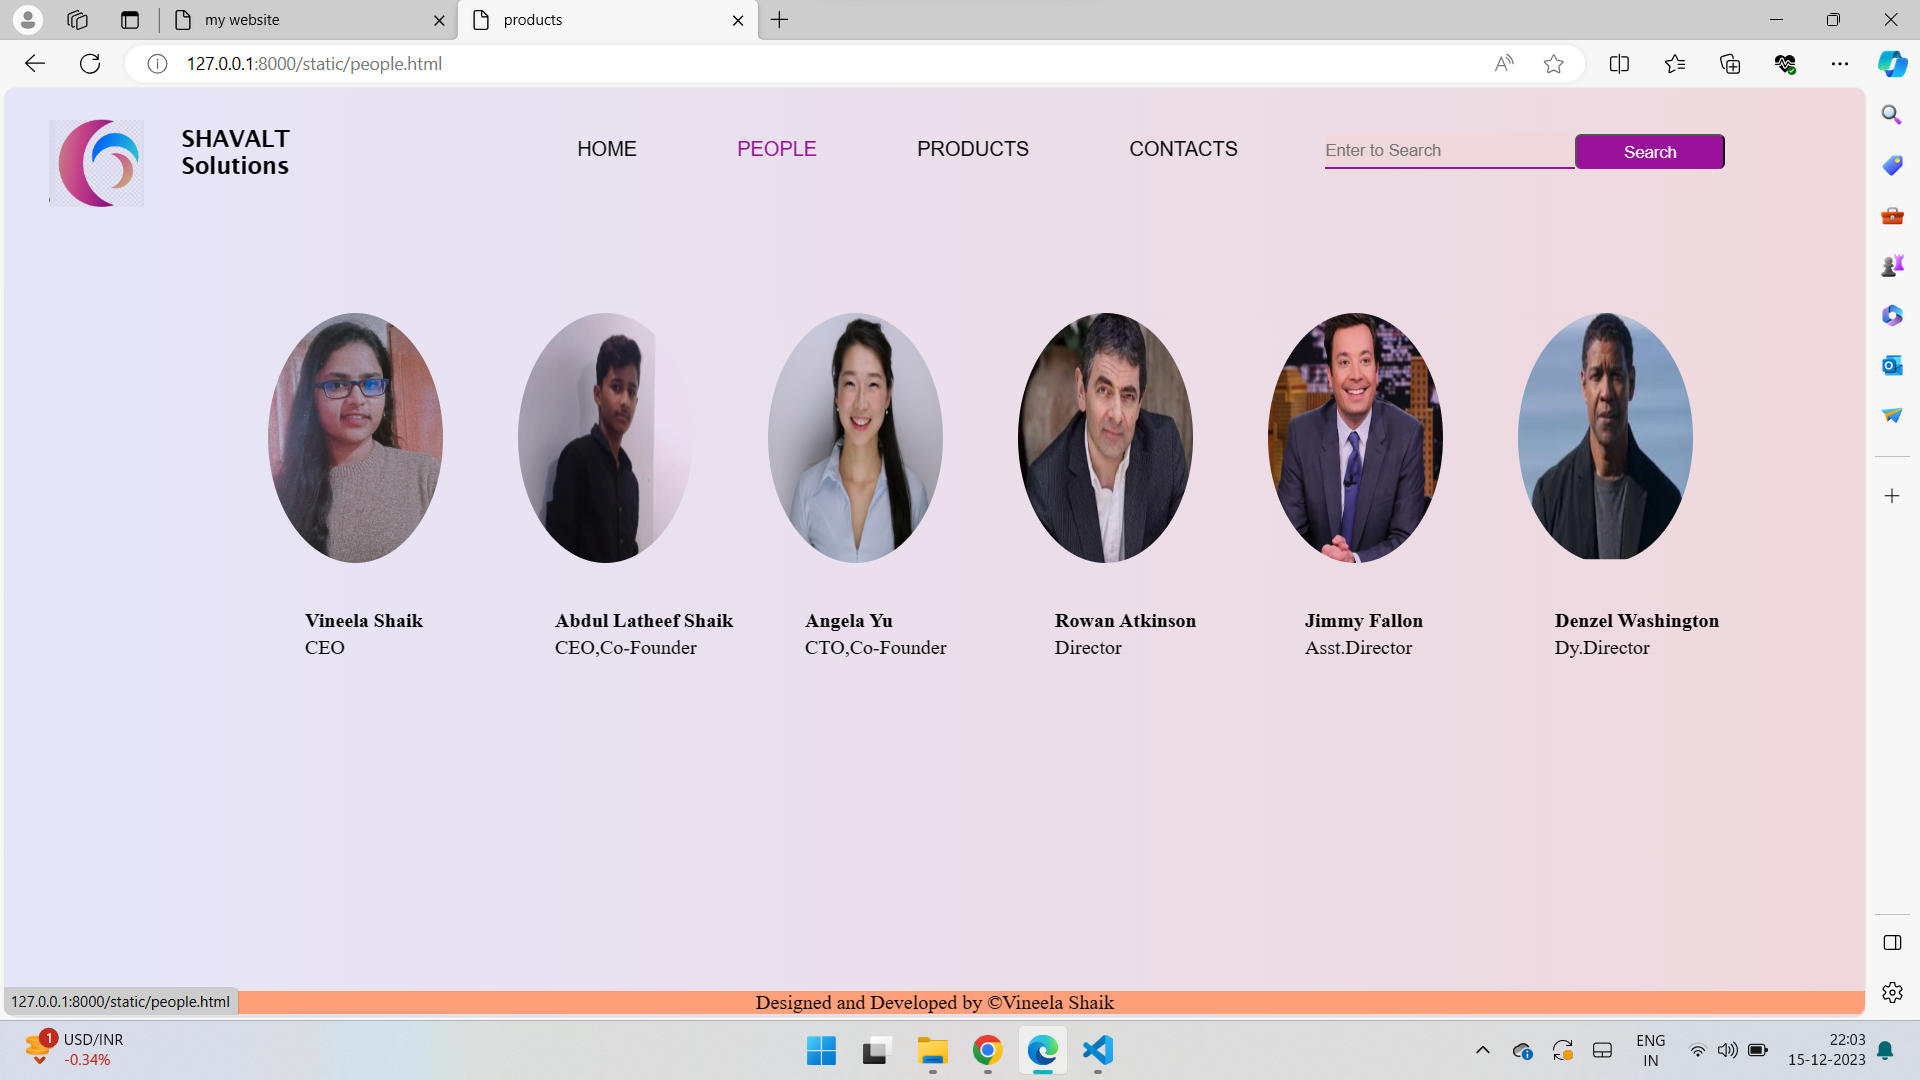 my website
products
127.0.0.1:8000/static/people.html
SHAVALT
Solutions
HOME
PEOPLE
PRODUCTS
CONTACTS
Enter to Search
Search
Vineela Shaik
CEO
Abdul Latheef Shaik
CEO,Co-Founder
Angela Yu
CTO,Co-Founder
Rowan Atkinson
Director
Jimmy Fallon
Asst.Director
Denzel Washington
Dy.Director
127.0.0.1:8000/static/people.html
Designed and Developed by ©Vineela Shaik
1
USD/INR
-0.34%
ENG
IN
22:03
15-12-2023